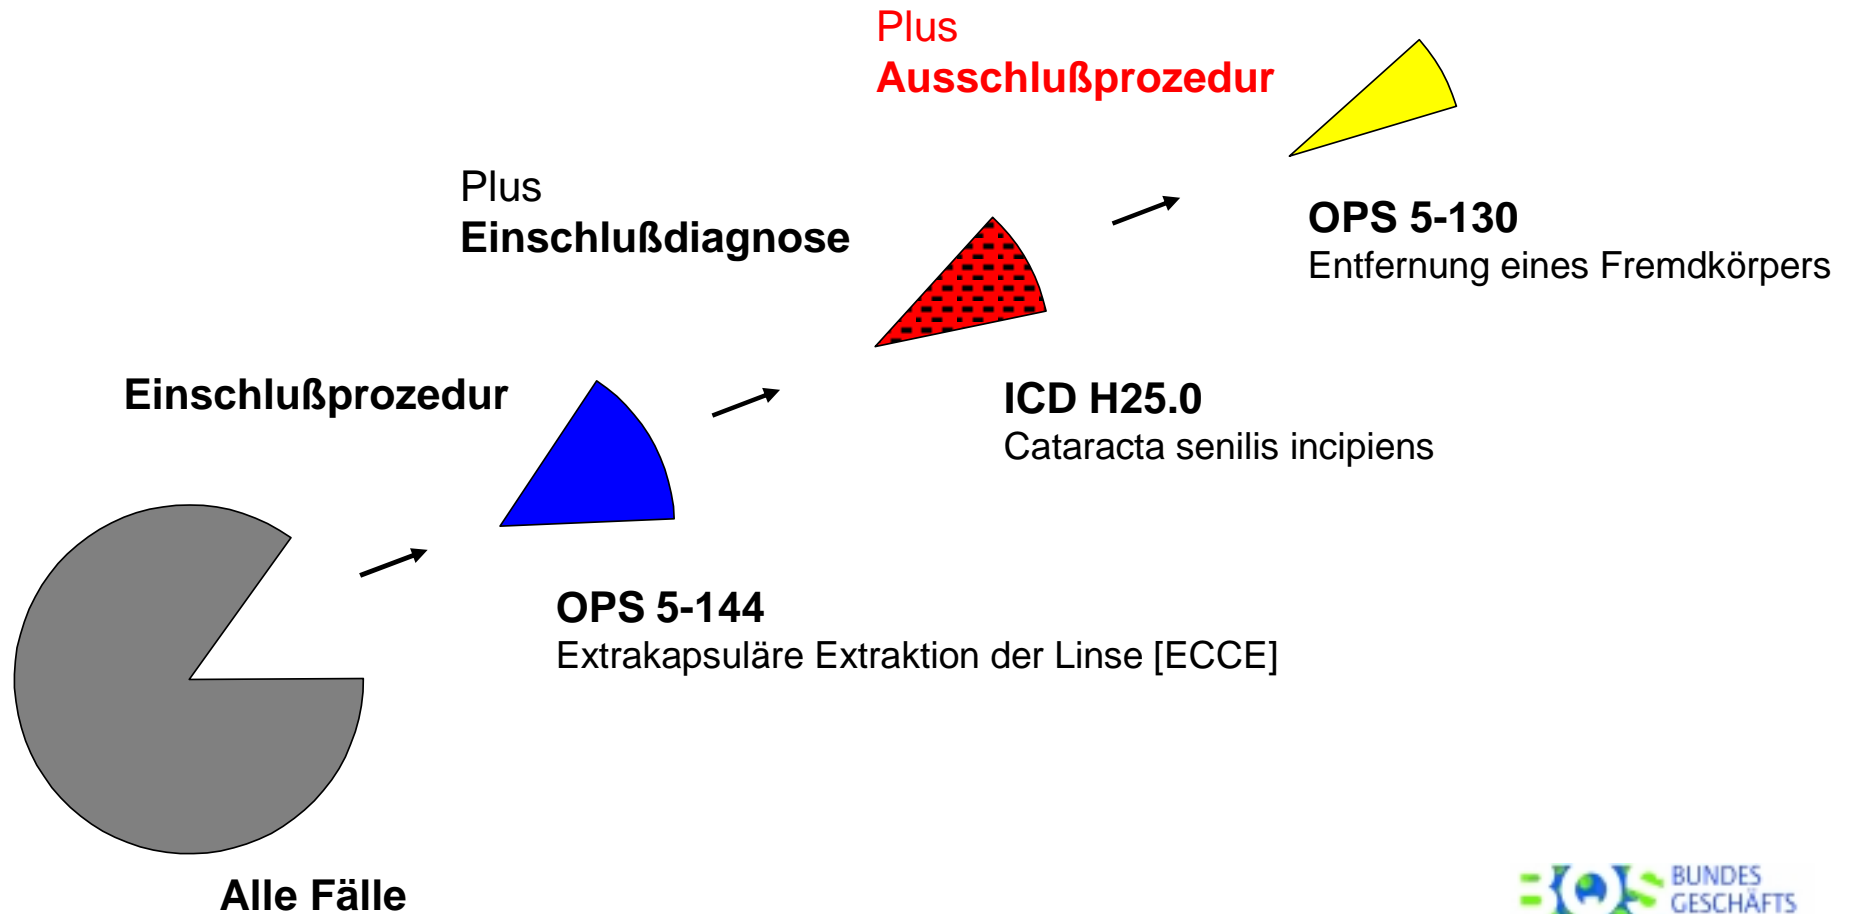 Plus
Ausschlußprozedur
Plus
Einschlußdiagnose
OPS 5-130
Entfernung eines Fremdkörpers
Einschlußprozedur
ICD H25.0
Cataracta senilis incipiens
OPS 5-144
Extrakapsuläre Extraktion der Linse [ECCE]
Alle Fälle
BQS
BUNDES
GESCHÄFTS